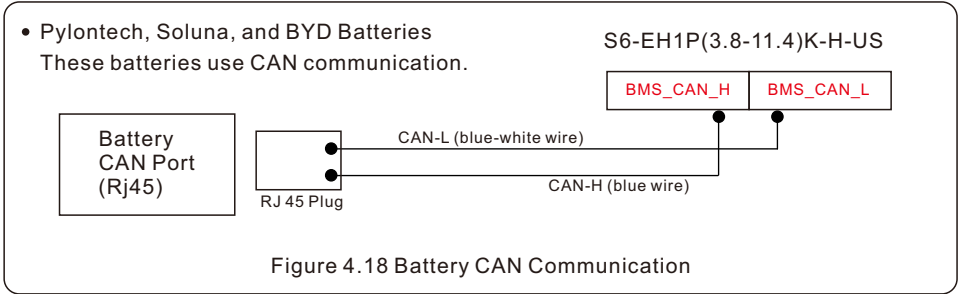 • Pylontech, Soluna, and BYD Batteries
These batteries use CAN communication.
S6-EH1P(3.8-11.4)K-H-US
BMS_CAN_H BMS_CAN_L
Battery
CAN Port
(Rj45)
CAN-L (blue-white wire)
CAN-H (blue wire)
RJ 45 Plug
Figure 4.18 Battery CAN Communication